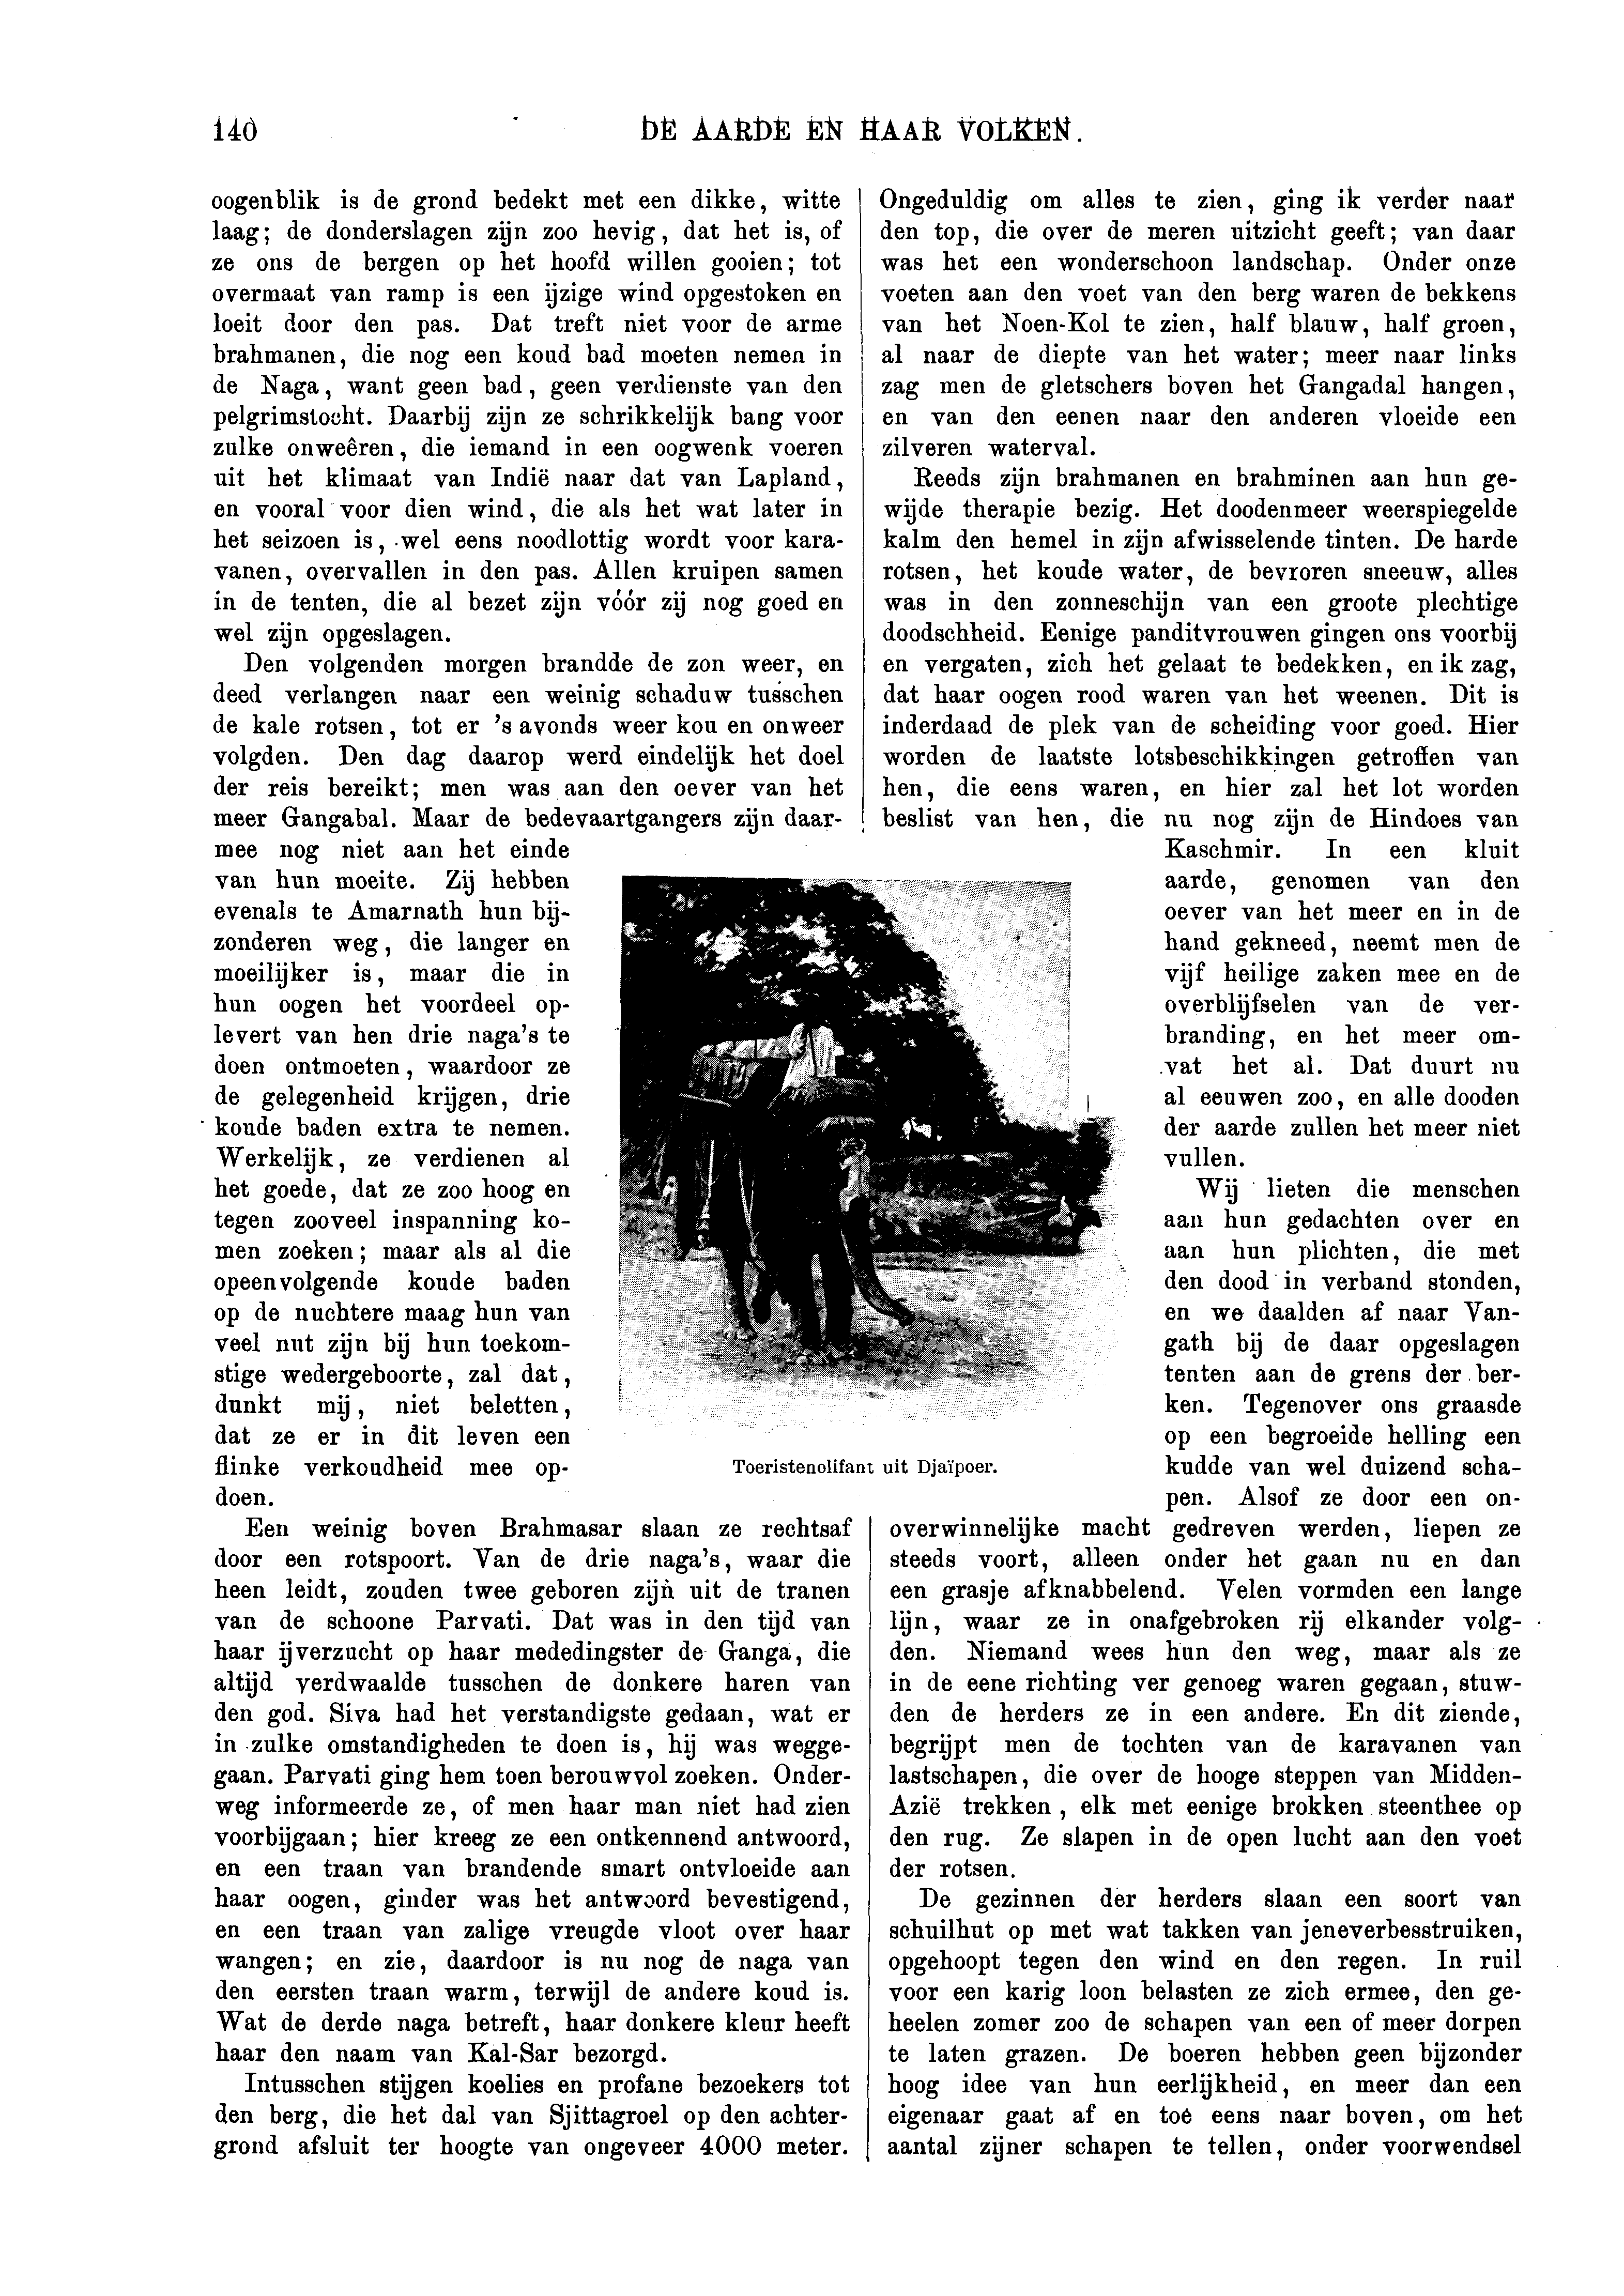 140
DE AARDE EN HAAR VOLKEN.
oogenblik is de grond bedekt met een dikke, witte
laag; de donderslagen zijn zoo hevig, dat het is, of
ze ons de bergen op het hoofd willen gooien; tot
overmaat van ramp is een ijzige wind opgestoken en
loeit door den pas. Dat treft niet voor de arme
brahmanen, die nog een koud bad moeten nemen in
de Naga, want geen bad, geen verdienste van den
pelgrimstocht. Daarbij zijn ze schrikkelijk bang voor
zulke onweêren, die iemand in een oogwenk voeren
uit het klimaat van Indië naar dat van Lapland,
en vooral voor dien wind, die als het wat later in
het seizoen is, wel eens noodlottig wordt voor kara-
vanen, overvallen in den pas. Allen kruipen samen
in de tenten, die al bezet zijn vóór zij nog goed en
wel zijn opgeslagen.
Den volgenden morgen brandde de zon weer, en
deed verlangen naar een weinig schaduw tusschen
de kale rotsen, tot er 's avonds weer kou en onweer
volgden. Den dag daarop werd eindelijk het doel
der reis bereikt; men was aan den oever van het
meer Gangabal. Maar de bedevaartgangers zijn daar-
mee nog niet aan het einde
van hun moeite. Zij hebben
evenals te Amarnath hun bij-
zonderen weg, die langer en
moeilijker is, maar die in
hun oogen het voordeel op-
levert van hen drie naga's te
doen ontmoeten, waardoor ze
de gelegenheid krijgen, drie
koude baden extra te nemen.
Werkelijk, ze verdienen al
het goede, dat ze zoo hoog en
tegen zooveel inspanning ko-
men zoeken; maar als al die
opeenvolgende koude baden
op de nuchtere maag hun van
veel nut zijn bij hun toekom-
stige wedergeboorte, zal dat,
dunkt mij, niet beletten,
dat ze er in dit leven een
flinke verkoudheid mee op-
doen.
Een weinig boven Brahmasar slaan ze rechtsaf
door een rotspoort. Van de drie naga's, waar die
heen leidt, zouden twee geboren zijn uit de tranen
van de schoone Parvati. Dat was in den tijd van
haar ijverzucht op haar mededingster de Ganga, die
altijd verdwaalde tusschen de donkere haren van
den god. Siva had het verstandigste gedaan, wat er
in zulke omstandigheden te doen is, hij was wegge-
gaan. Parvati ging hem toen berouwvol zoeken. Onder-
weg informeerde ze, of men haar man niet had zien
voorbijgaan; hier kreeg ze een ontkennend antwoord,
en een traan van brandende smart ontvloeide aan
haar oogen, ginder was het antwoord bevestigend,
en een traan van zalige vreugde vloot over haar
wangen; en zie, daardoor is nu nog de naga van
den eersten traan warm, terwijl de andere koud is.
Wat de derde naga betreft, haar donkere kleur heeft
haar den naam van Kal-Sar bezorgd.
Intusschen stijgen koelies en profane bezoekers tot
den berg, die het dal van Sjittagroel op den achter-
grond afsluit ter hoogte van ongeveer 4000 meter.
Toeristenolifant uit Djaïpoer.
Ongeduldig om alles te zien, ging ik verder naar
den top, die over de meren uitzicht geeft; van daar
was het een wonderschoon landschap. Onder onze
voeten aan den voet van den berg waren de bekkens
van het Noen-Kol te zien, half blauw, half groen,
al naar de diepte van het water; meer naar links
zag men de gletschers boven het Gangadal hangen,
en van den eenen naar den anderen vloeide een
zilveren waterval.
Reeds zijn brahmanen en brahminen aan hun ge-
wijde therapie bezig. Het doodenmeer weerspiegelde
kalm den hemel in zijn afwisselende tinten. De harde
rotsen, het koude water, de bevroren sneeuw, alles
was in den zonneschijn van een groote plechtige
doodschheid. Eenige panditvrouwen gingen ons voorbij
en vergaten, zich het gelaat te bedekken, en ik zag,
dat haar oogen rood waren van het weenen. Dit is
inderdaad de plek van de scheiding voor goed. Hier
worden de laatste lotsbeschikkingen getroffen van
hen, die eens waren, en hier zal het lot worden
beslist van hen, die nu nog zijn de Hindoes van
Kaschmir. In een kluit
aarde, genomen van den
oever van het meer en in de
hand gekneed, neemt men de
vijf heilige zaken mee en de
overblijfselen van de ver-
branding, en het meer om-
vat het al. Dat duurt nu
al eeuwen zoo, en alle dooden
der aarde zullen het meer niet
vullen.
Wij lieten die menschen
aan hun gedachten over en
aan hun plichten, die met
den dood in verband stonden,
en we daalden af naar Van-
gath bij de daar opgeslagen
tenten aan de grens der ber-
ken. Tegenover ons graasde
op een begroeide helling een
kudde van wel duizend scha-
pen. Alsof ze door een on-
overwinnelijke macht gedreven werden, liepen ze
steeds voort, alleen onder het gaan nu en dan
een grasje afknabbelend. Velen vormden een lange
lijn, waar ze in onafgebroken rij elkander volg-
den. Niemand wees hun den weg, maar als ze
in de eene richting ver genoeg waren gegaan, stuw-
den de herders ze in een andere. En dit ziende,
begrijpt men de tochten van de karavanen van
lastschapen, die over de hooge steppen van Midden-
Azië trekken, elk met eenige brokken steenthee op
den rug. Ze slapen in de open lucht aan den voet
der rotsen.
De gezinnen der herders slaan een soort van
schuilhut op met wat takken van jeneverbesstruiken,
opgehoopt tegen den wind en den regen. In ruil
voor een karig loon belasten ze zich ermee, den ge-
heelen zomer zoo de schapen van een of meer dorpen
te laten grazen. De boeren hebben geen bijzonder
hoog idee van hun eerlijkheid, en meer dan een
eigenaar gaat af en toe eens naar boven, om het
aantal zijner schapen te tellen, onder voorwendsel